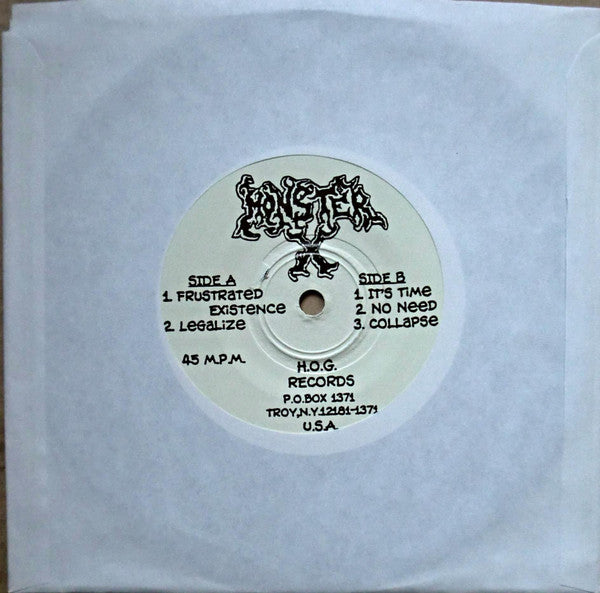 MONSTER X
SIDE A
1. FRUSTRATED
EXISTENCE
2. LEGALIZE
SIDE B
1. IT'S TIME
2. NO NEED
3. COLLAPSE
45 M.P.M.
H.O.G.
RECORDS
P.O.BOX 1371
TROY,N.Y.12181-1371
U.S.A.